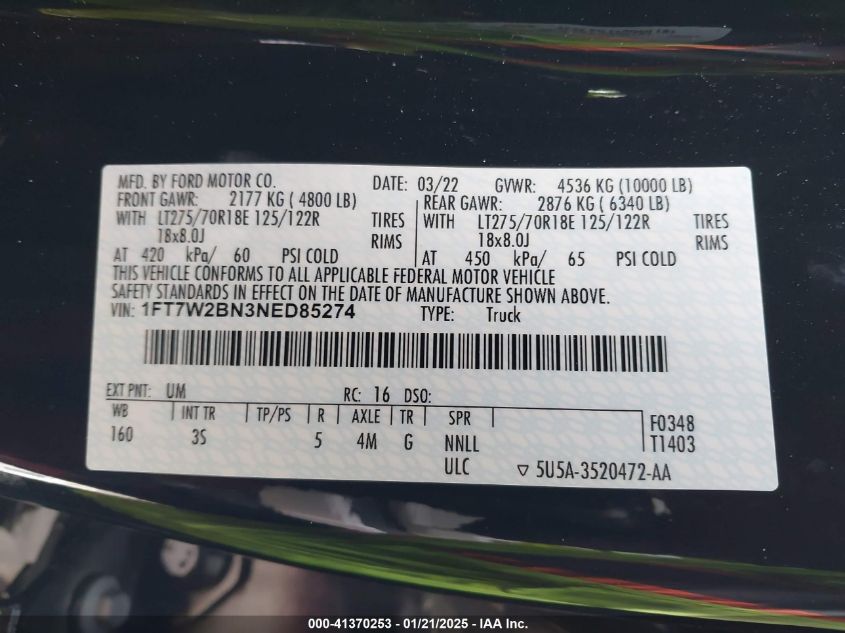 MFD. BY FORD MOTOR CO. DATE: 03/22 GVWR: 4536 KG (10000 LB)
FRONT GAWR: 2177 KG ( 4800 LB) REAR GAWR: 2876 KG ( 6340 LB)
WITH LT275/70R18E 125/122R TIRES WITH LT275/70R18E 125/122R TIRES
18x8.0J RIMS 18x8.0J RIMS
AT 420 kPa/ 60 PSI COLD AT 450 kPa/ 65 PSI COLD
THIS VEHICLE CONFORMS TO ALL APPLICABLE FEDERAL MOTOR VEHICLE
SAFETY STANDARDS IN EFFECT ON THE DATE OF MANUFACTURE SHOWN ABOVE.
VIN: 1FT7W2BN3NED85274 TYPE: Truck
EXT PNT: UM RC: 16 DSO:
WB INT TR TP/PS R AXLE TR SPR F0348
160 3S 5 4M G NNLL T1403
ULC ▽ 5U5A-3520472-AA
000-41370253 - 01/21/2025 - IAA Inc.